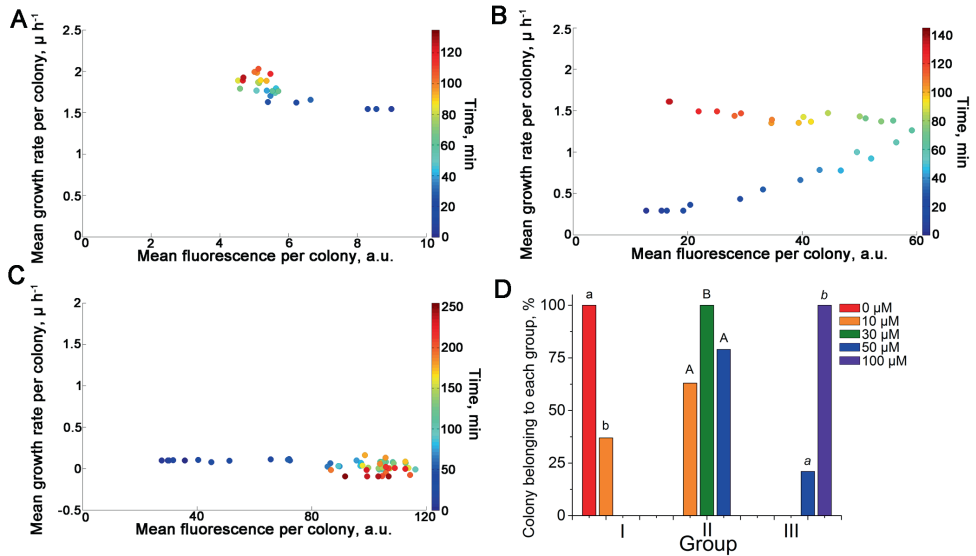 A
Mean growth rate per colony, µ h⁻¹
2.5
2
1.5
1
0.5
0
0 2 4 6 8 10
Mean fluorescence per colony, a.u.
120
100
80
60
40
20
0
Time, min
B
Mean growth rate per colony, µ h⁻¹
2.5
2
1.5
1
0.5
0
0 20 40 60
Mean fluorescence per colony, a.u.
140
120
100
80
60
40
20
0
Time, min
C
Mean growth rate per colony, µ h⁻¹
2
1.5
1
0.5
0
-0.5
0 40 80 120
Mean fluorescence per colony, a.u.
250
200
150
100
50
0
Time, min
D
Colony belonging to each group, %
100
75
50
25
0
a
b
A
B
A
a
b
I II III
Group
0 µM
10 µM
30 µM
50 µM
100 µM